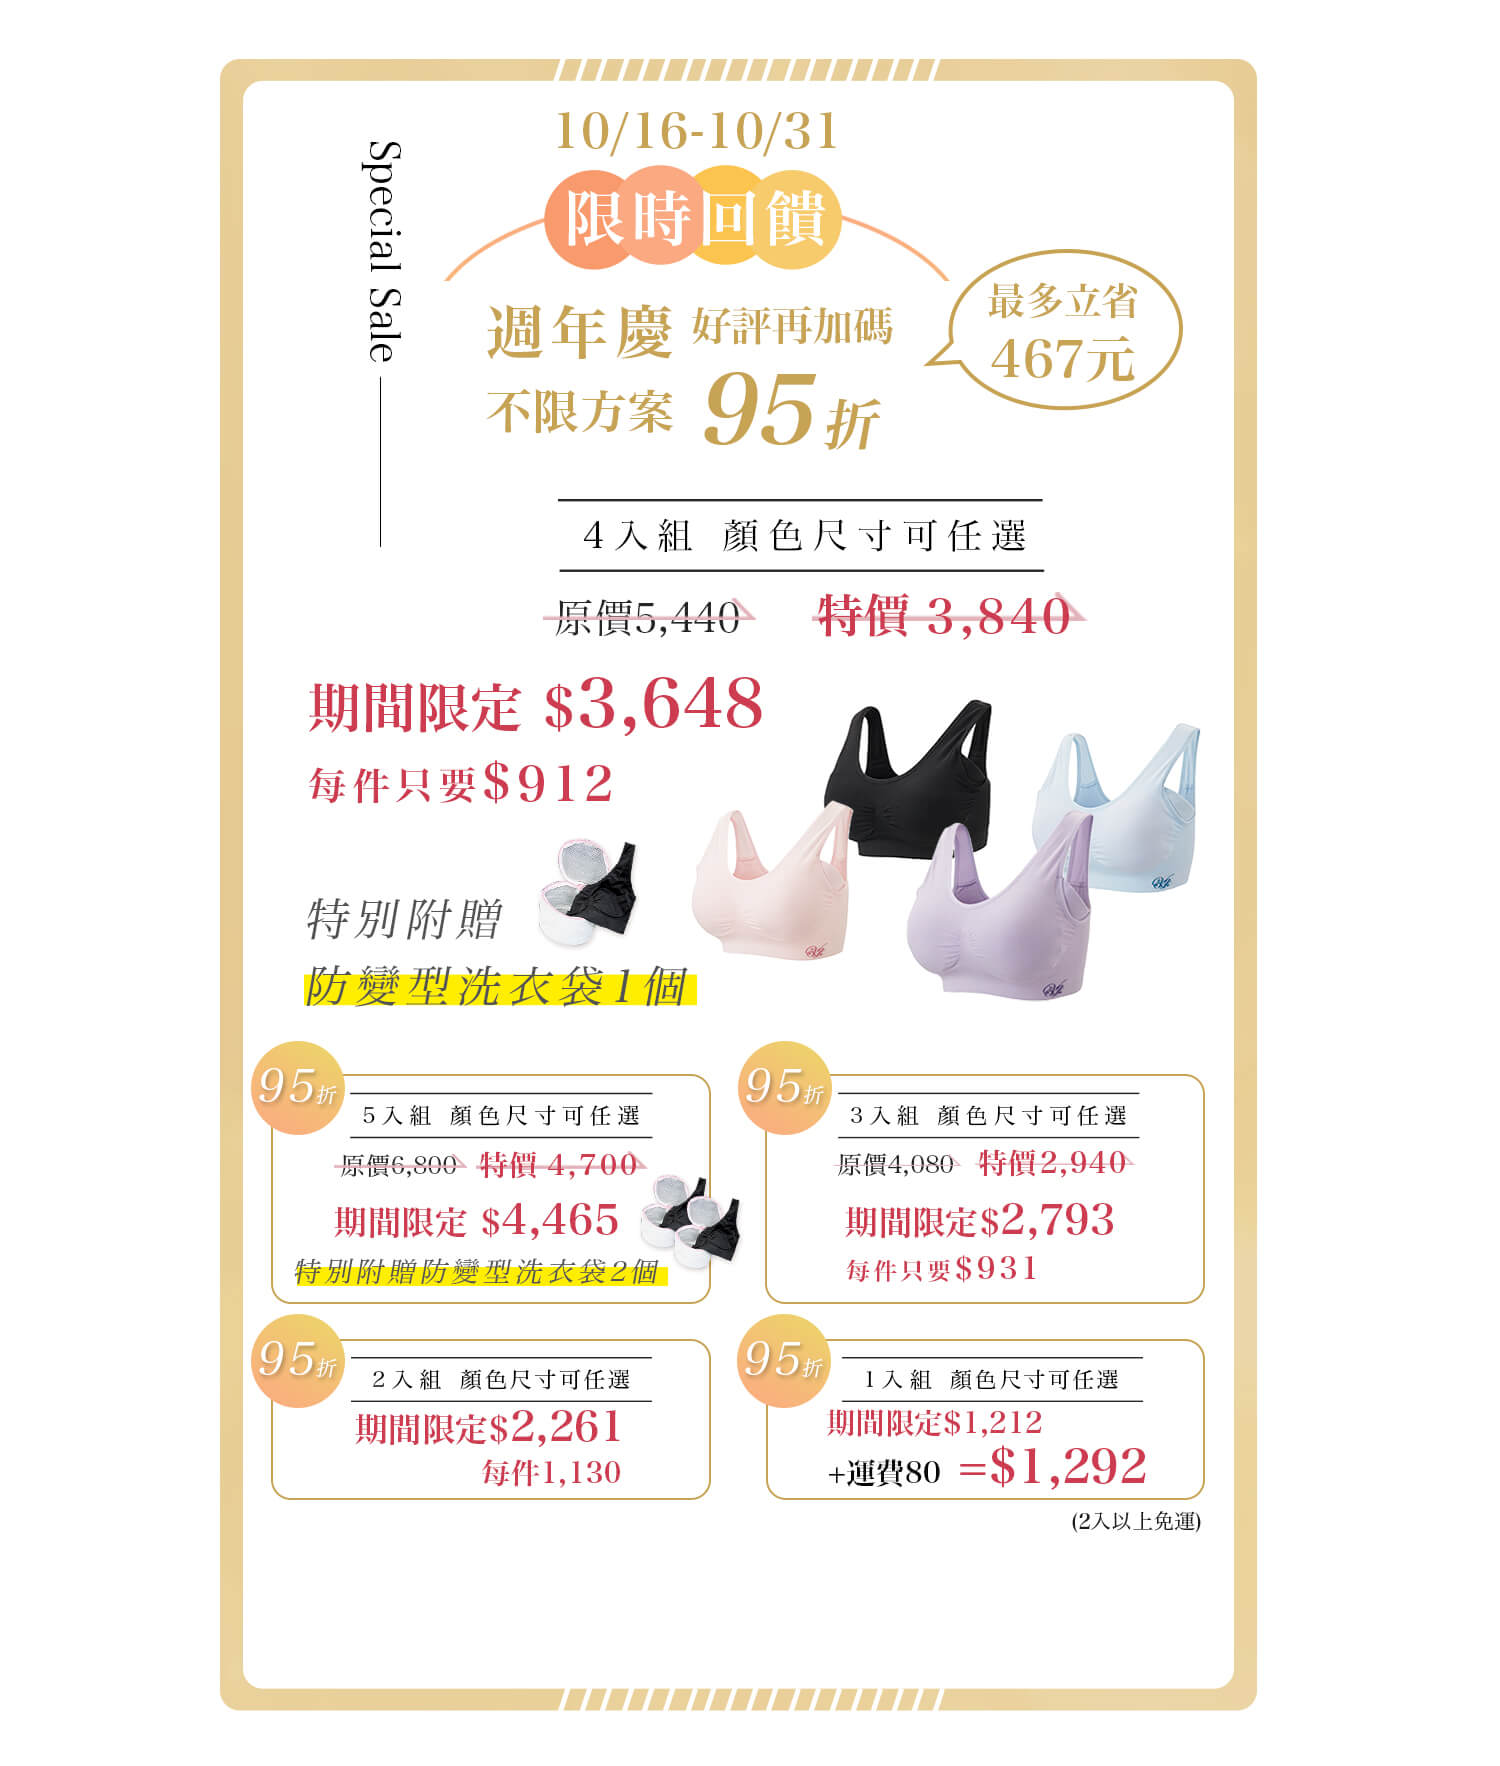 Special Sale
10/16-10/31
限時回饋
週年慶 好評再加碼
不限方案 95折
最多立省
467元
4入組 顏色尺寸可任選
原價5,440 特價 3,840
期間限定 $3,648
每件只要$912
特別附贈
防變型洗衣袋1個
95折
5入組 顏色尺寸可任選
原價6,800 特價 4,700
期間限定 $4,465
特別附贈防變型洗衣袋2個
95折
3入組 顏色尺寸可任選
原價4,080 特價2,940
期間限定$2,793
每件只要$931
95折
2入組 顏色尺寸可任選
期間限定$2,261
每件1,130
95折
1入組 顏色尺寸可任選
期間限定$1,212
+運費80 =$1,292
(2入以上免運)